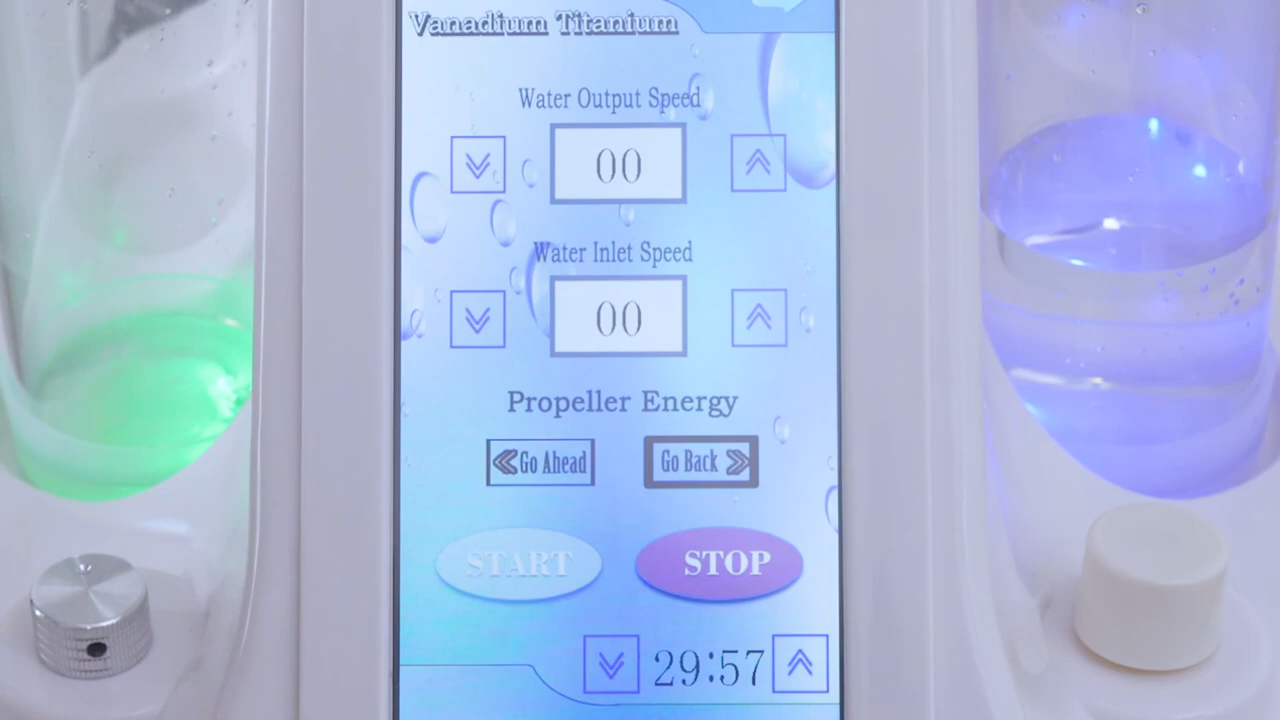 Vanadium Titanium
Water Output Speed
00
Water Inlet Speed
00
Propeller Energy
Go Ahead
Go Back
START
STOP
29:57